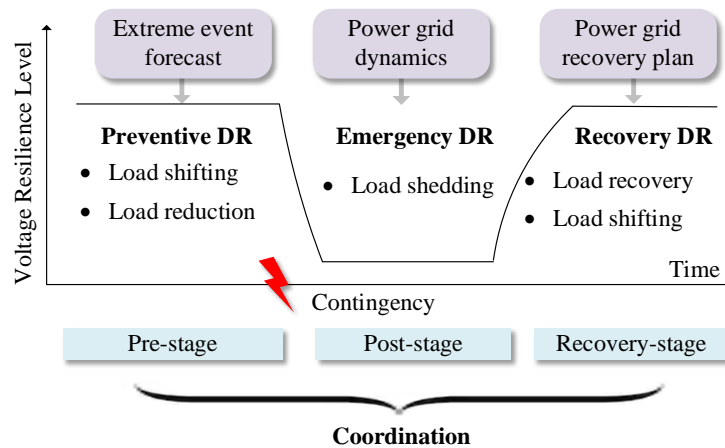 Extreme event
forecast
Power grid
dynamics
Power grid
recovery plan
Voltage Resilience Level
Preventive DR
• Load shifting
• Load reduction
Emergency DR
• Load shedding
Recovery DR
• Load recovery
• Load shifting
Time
Contingency
Pre-stage
Post-stage
Recovery-stage
Coordination